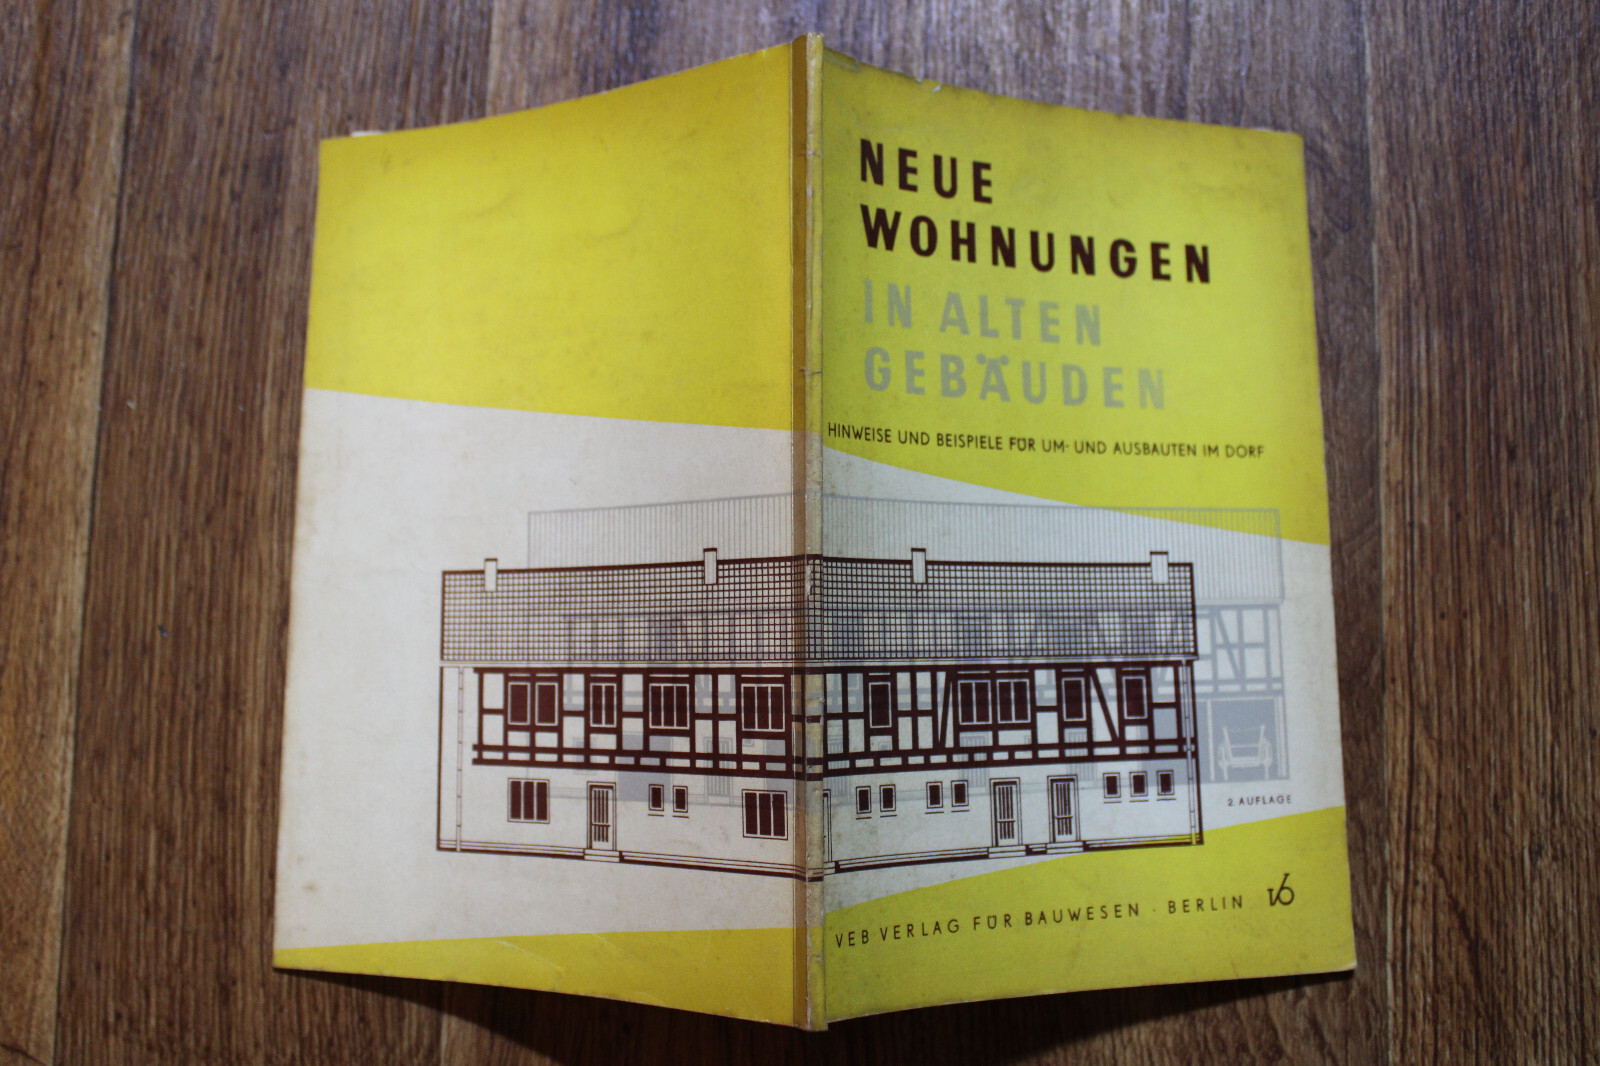 NEUE
WOHNUNGEN
IN ALTEN
GEBÄUDEN
HINWEISE UND BEISPIELE FÜR UM- UND AUSBAUTEN IM DORF
2. AUFLAGE
VEB VERLAG FÜR BAUWESEN · BERLIN